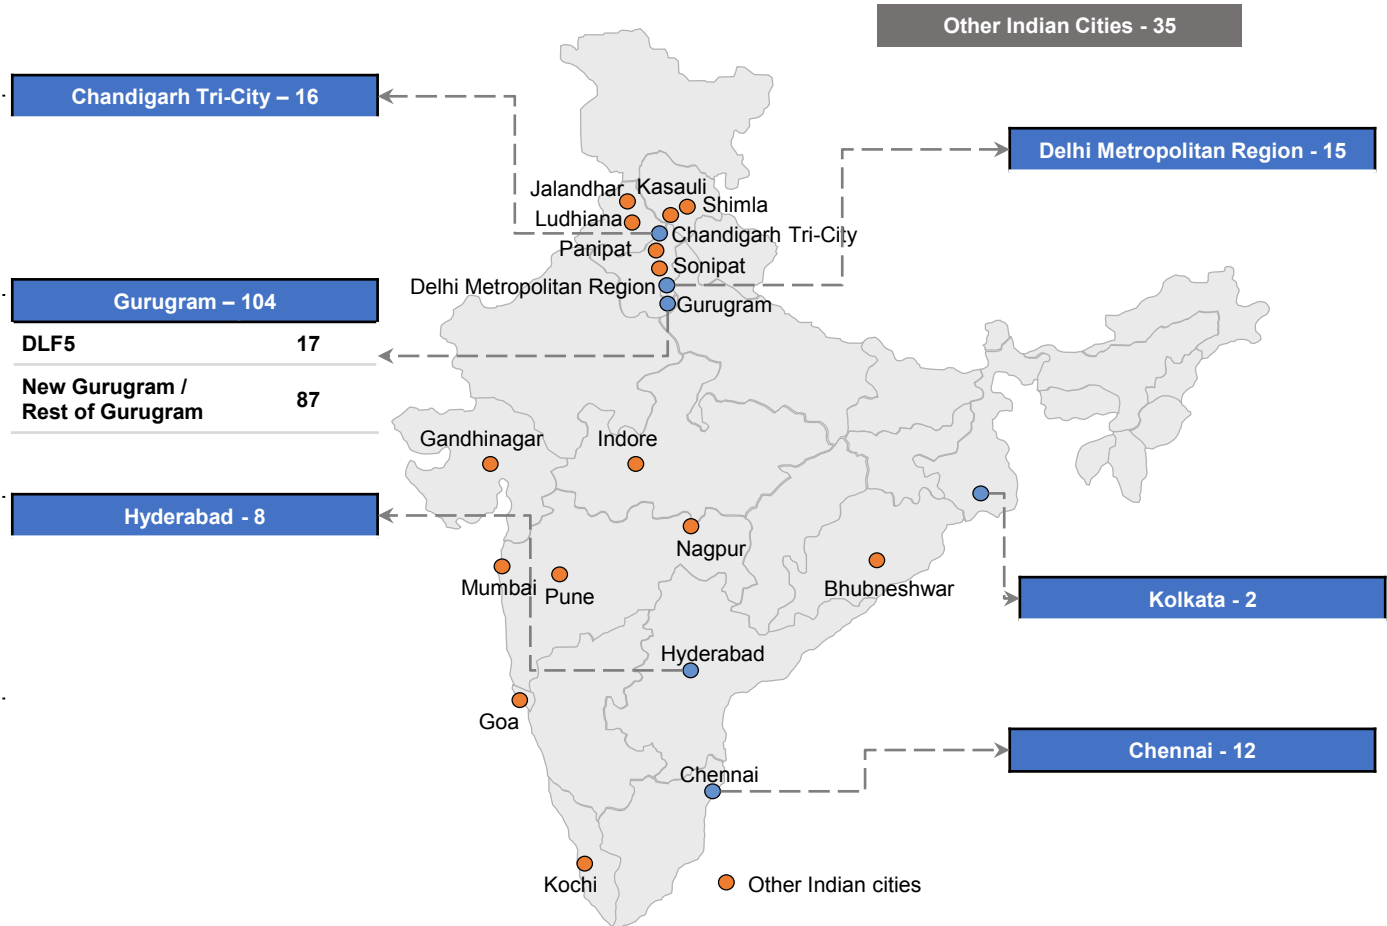 Other Indian Cities - 35
Chandigarh Tri-City – 16
Delhi Metropolitan Region - 15
Jalandhar
Kasauli
Shimla
Ludhiana
Chandigarh Tri-City
Panipat
Sonipat
Delhi Metropolitan Region
Gurugram
Gurugram – 104
DLF5 17
New Gurugram /
Rest of Gurugram 87
Gandhinagar
Indore
Hyderabad - 8
Nagpur
Mumbai
Pune
Bhubneshwar
Kolkata - 2
Hyderabad
Goa
Chennai - 12
Chennai
Kochi
Other Indian cities